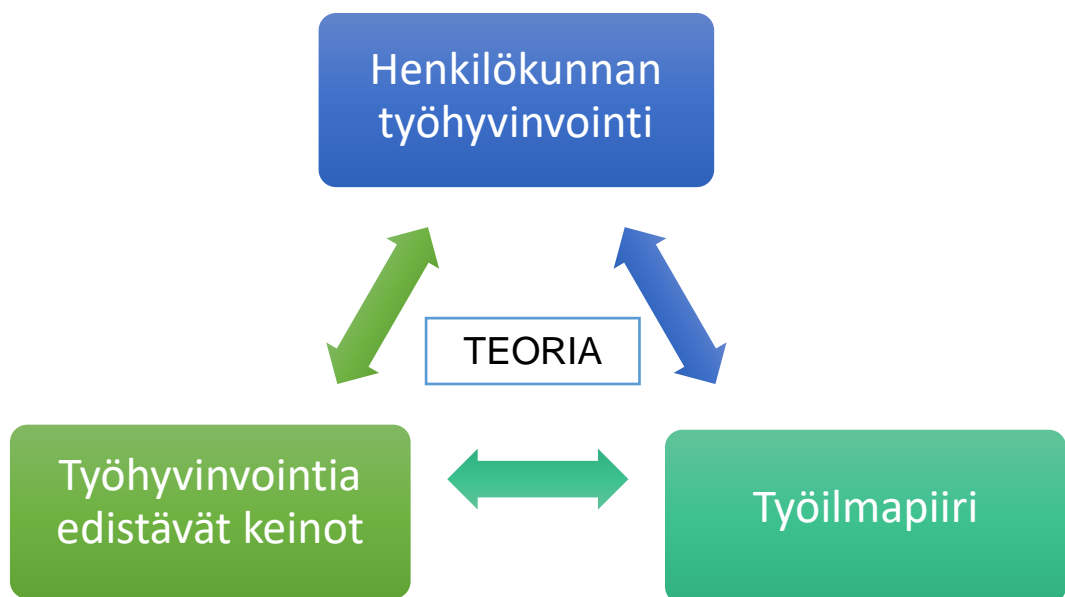 Henkilökunnan
työhyvinvointi
TEORIA
Työhyvinvointia
edistävät keinot
Työilmapiiri